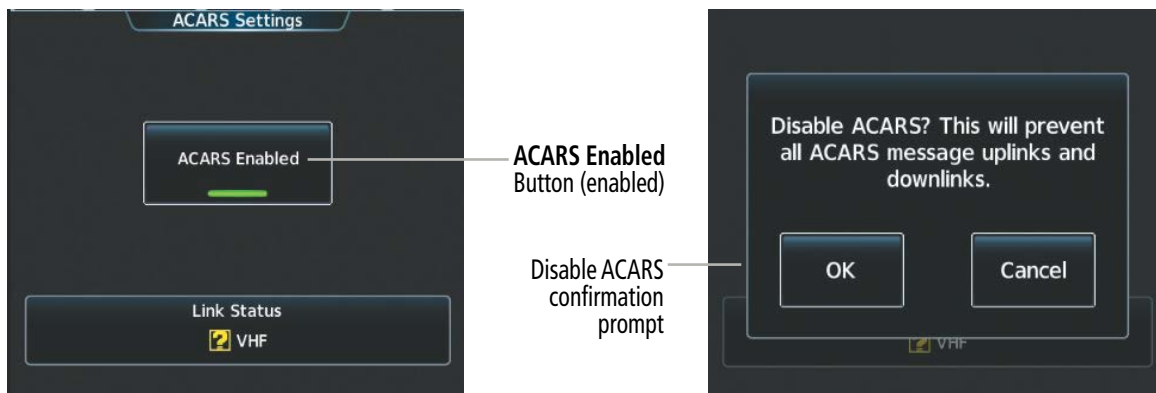 ACARS Settings
ACARS Enabled
Link Status
? VHF
ACARS Enabled
Button (enabled)
Disable ACARS
confirmation
prompt
Disable ACARS? This will prevent
all ACARS message uplinks and
downlinks.
OK
Cancel
? VHF